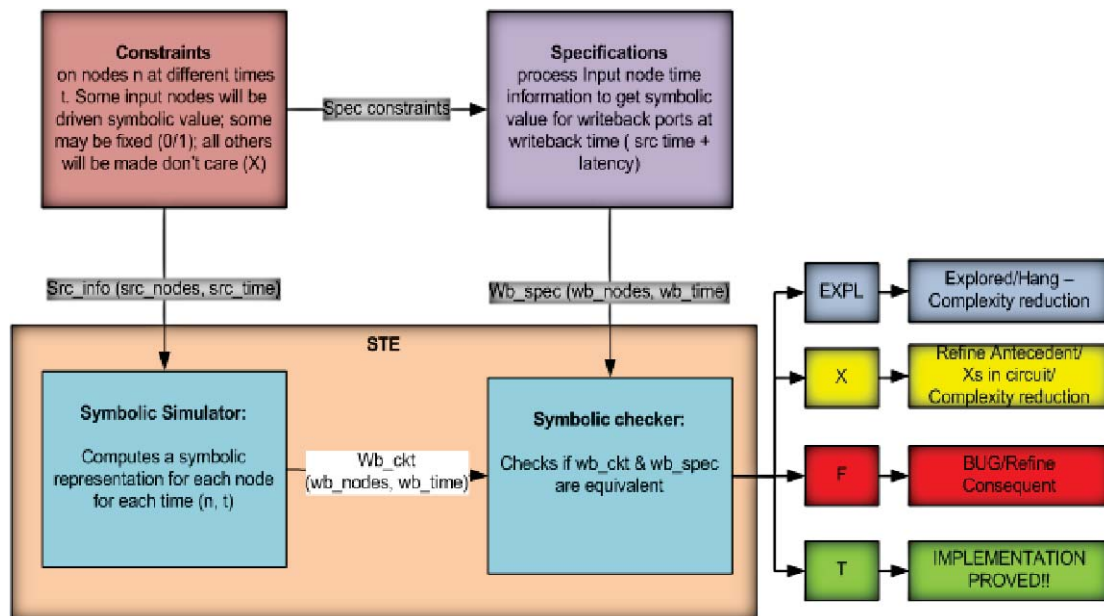 Constraints
on nodes n at different times
t. Some input nodes will be
driven symbolic value; some
may be fixed (0/1); all others
will be made don't care (X)
Spec constraints
Specifications
process Input node time
information to get symbolic
value for writeback ports at
writeback time ( src time +
latency)
Src_info (src_nodes, src_time)
Wb_spec (wb_nodes, wb_time)
STE
Symbolic Simulator:
Computes a symbolic
representation for each node
for each time (n, t)
Wb_ckt
(wb_nodes, wb_time)
Symbolic checker:
Checks if wb_ckt & wb_spec
are equivalent
EXPL
Explored/Hang –
Complexity reduction
X
Refine Antecedent/
Xs in circuit/
Complexity reduction
F
BUG/Refine
Consequent
T
IMPLEMENTATION
PROVED!!